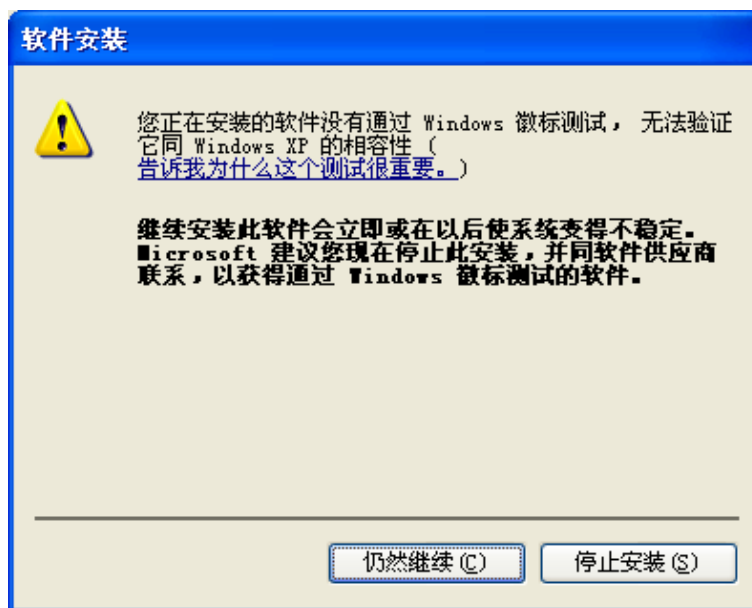 软件安装
您正在安装的软件没有通过 Windows 徽标测试， 无法验证
它同 Windows XP 的相容性 (
告诉我为什么这个测试很重要。)
继续安装此软件会立即或在以后使系统变得不稳定。
Microsoft 建议您现在停止此安装，并同软件供应商
联系，以获得通过 Windows 徽标测试的软件。
仍然继续(C)
停止安装(S)